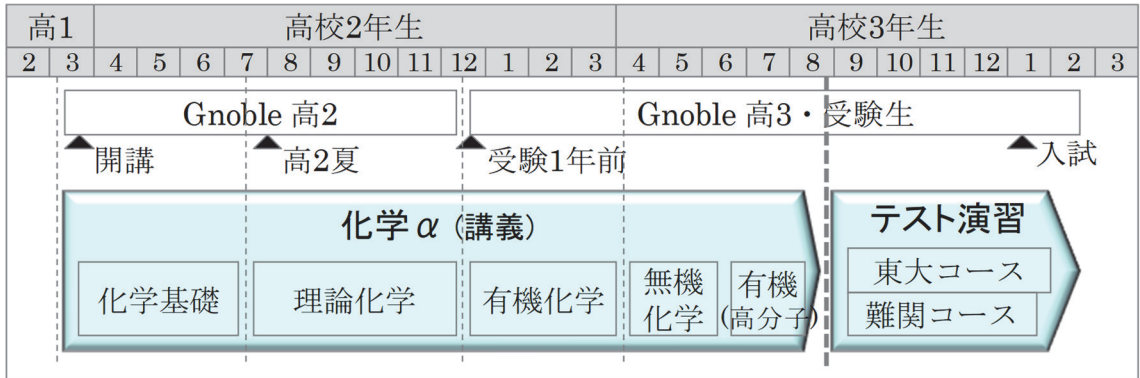 高1 高校2年生 高校3年生
2 3 4 5 6 7 8 9 10 11 12 1 2 3 4 5 6 7 8 9 10 11 12 1 2 3
Gnoble 高2 Gnoble 高3・受験生
開講 高2夏 受験1年前 入試
化学α(講義) テスト演習
化学基礎 理論化学 有機化学 無機化学 有機(高分子) 東大コース
難関コース